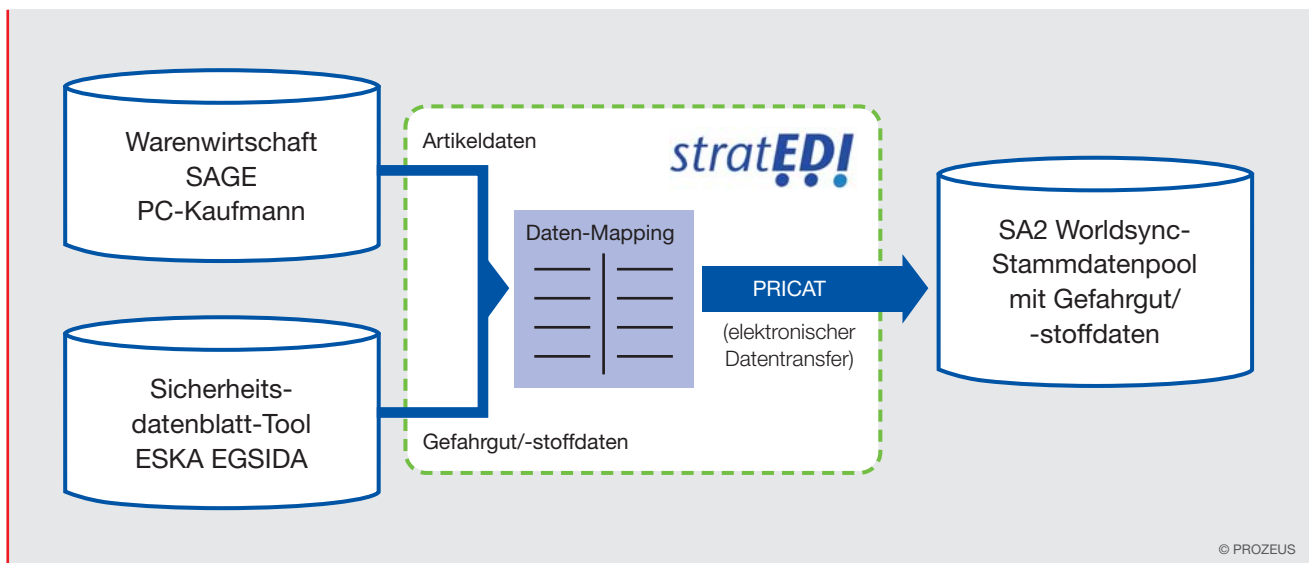 Warenwirtschaft
SAGE
PC-Kaufmann
Sicherheits-
datenblatt-Tool
ESKA EGSIDA
Artikeldaten
stratEDI
Daten-Mapping
Gefahrgut/-stoffdaten
PRICAT
(elektronischer
Datentransfer)
SA2 Worldsync-
Stammdatenpool
mit Gefahrgut/
-stoffdaten
© PROZEUS